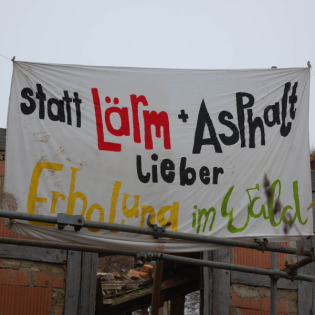 statt Lärm + Asphalt
lieber
Erholung im Wald